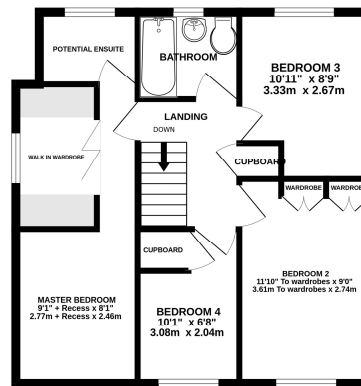 POTENTIAL ENSUITE
BATHROOM
BEDROOM 3
10'11" x 8'9"
3.33m x 2.67m
LANDING
DOWN
WALK IN WARDROBE
CUPBOARD
WARDROBE
WARDROBE
CUPBOARD
BEDROOM 2
11'10" To wardrobes x 9'0"
3.61m To wardrobes x 2.74m
MASTER BEDROOM
9'1" + Recess x 8'1"
2.77m + Recess x 2.46m
BEDROOM 4
10'1" x 6'8"
3.08m x 2.04m